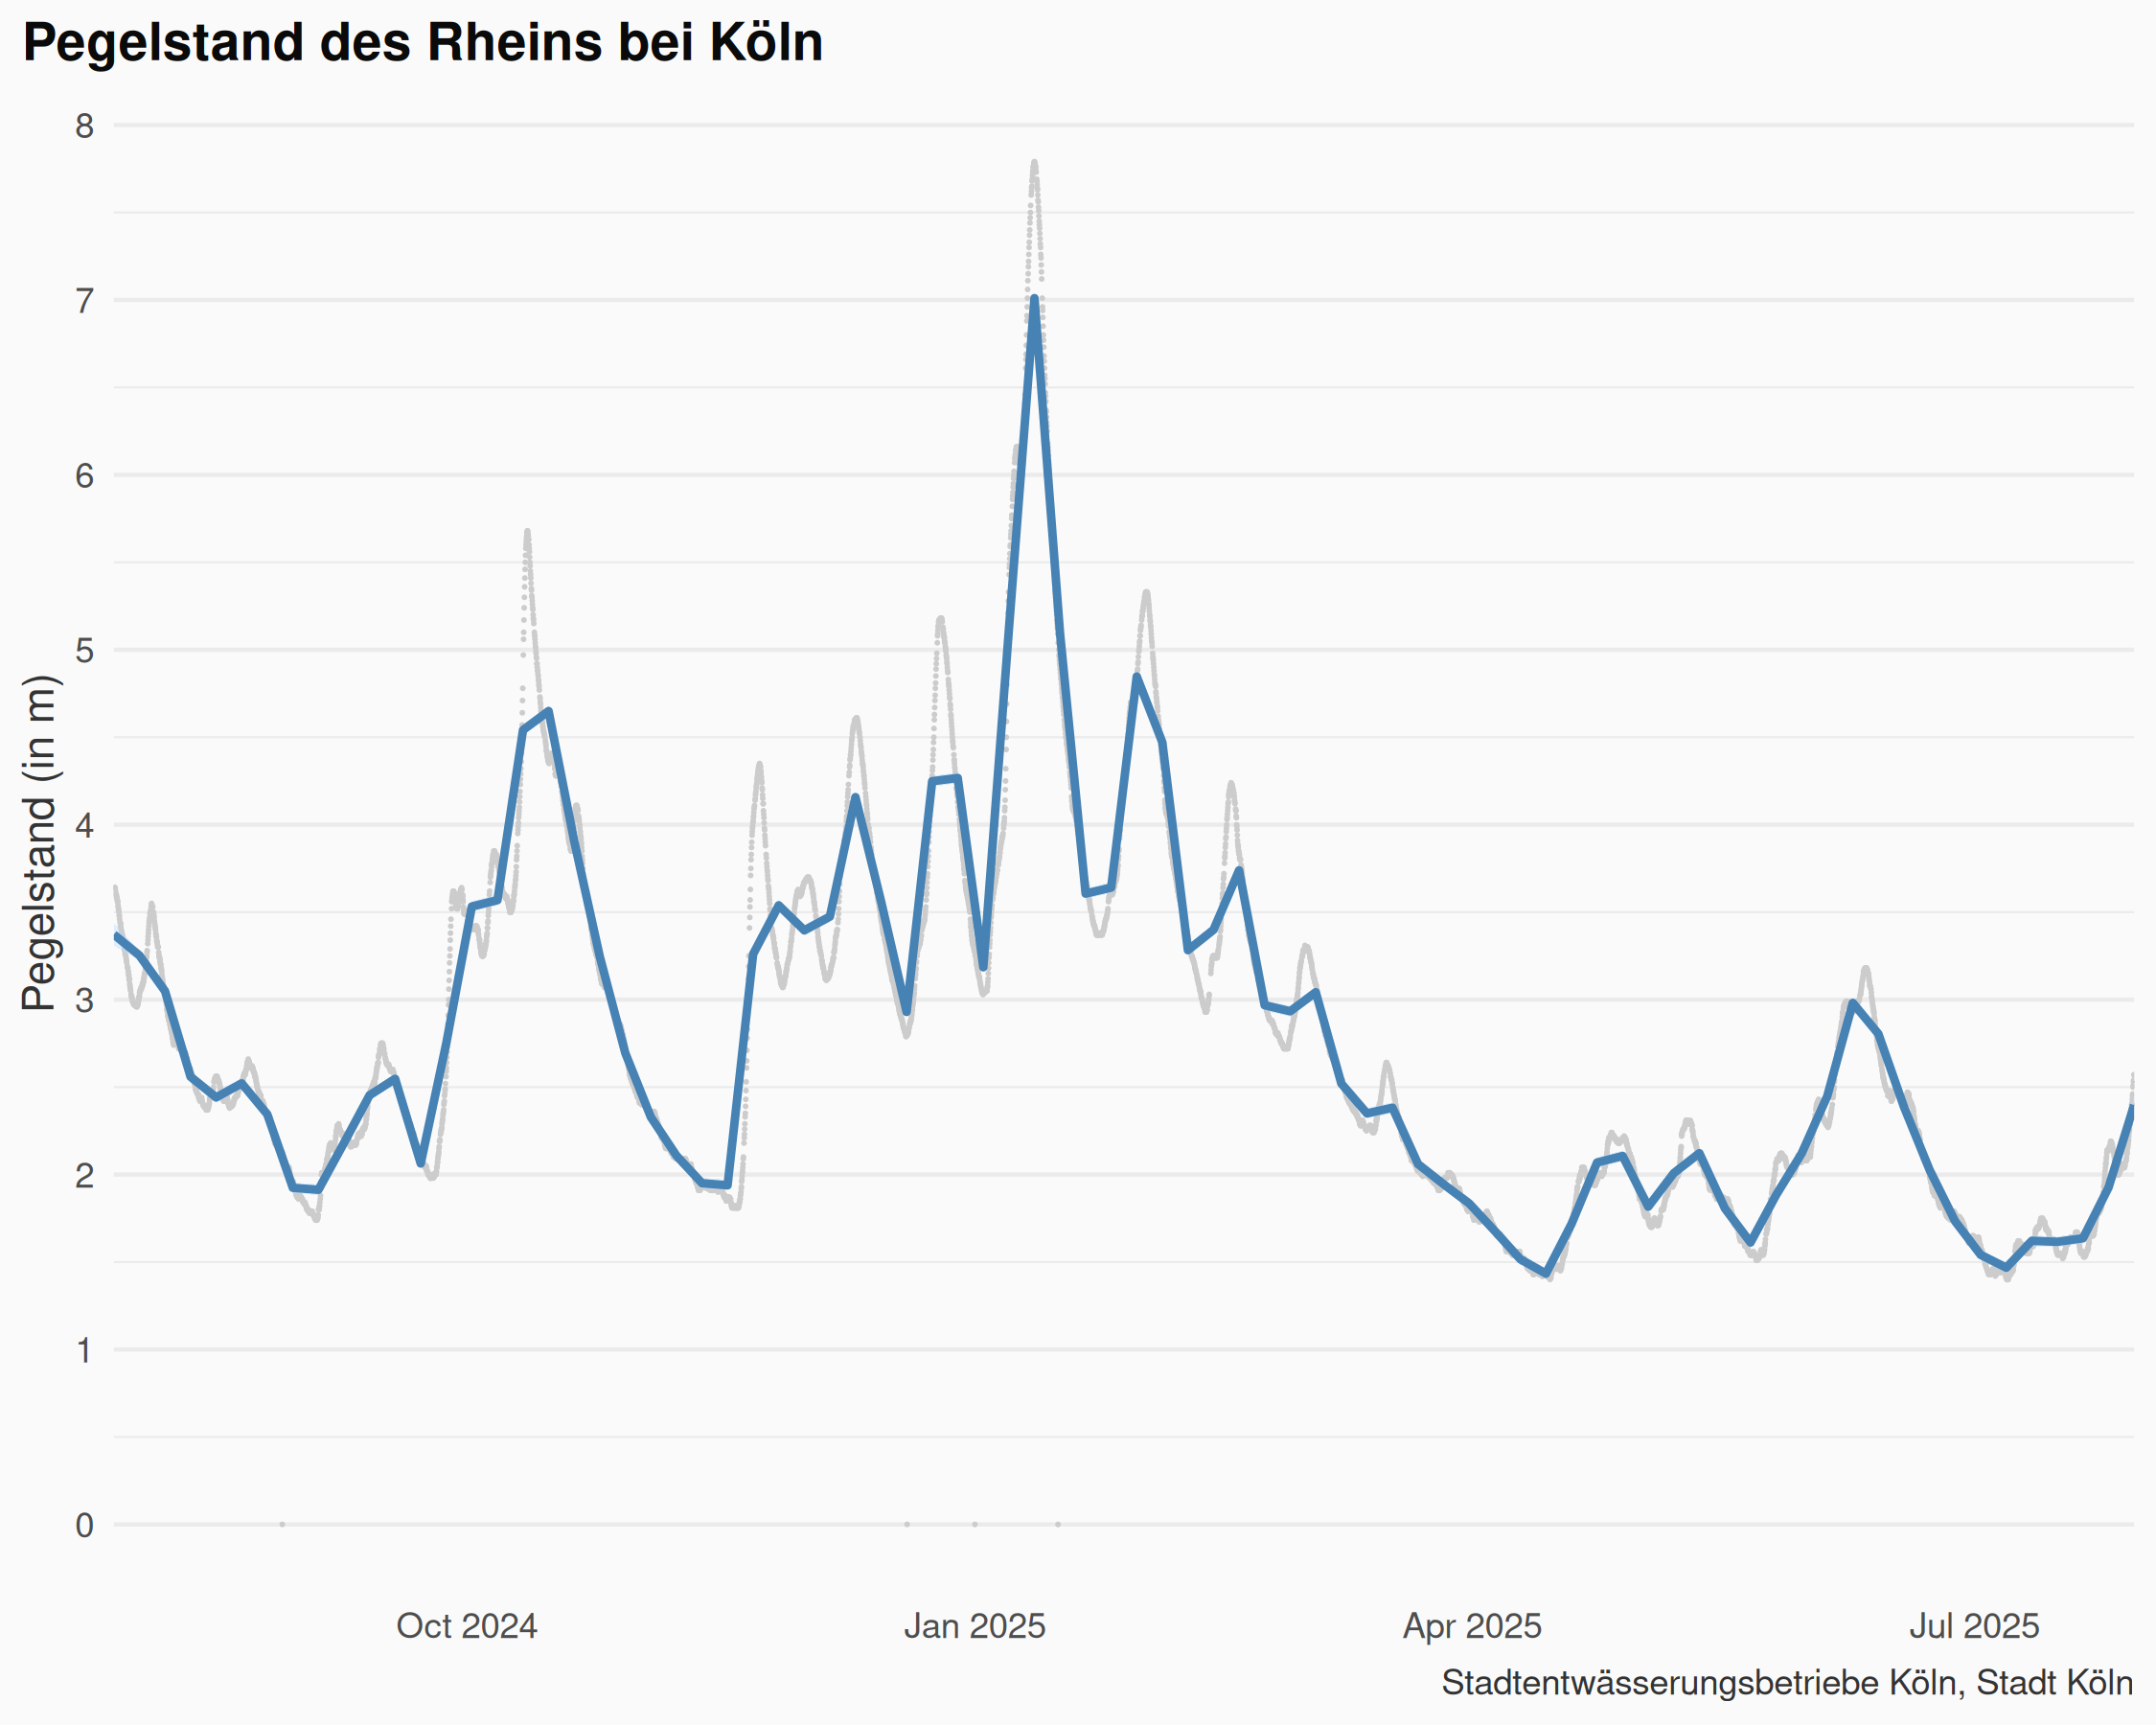 Pegelstand des Rheins bei Köln
Pegelstand (in m)
8
7
6
5
4
3
2
1
0
Oct 2024 Jan 2025 Apr 2025 Jul 2025
Stadtentwässerungsbetriebe Köln, Stadt Köln